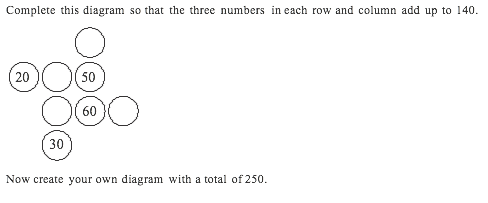 Complete this diagram so that the three numbers in each row and column add up to 140.
20 50
60
30
Now create your own diagram with a total of 250.